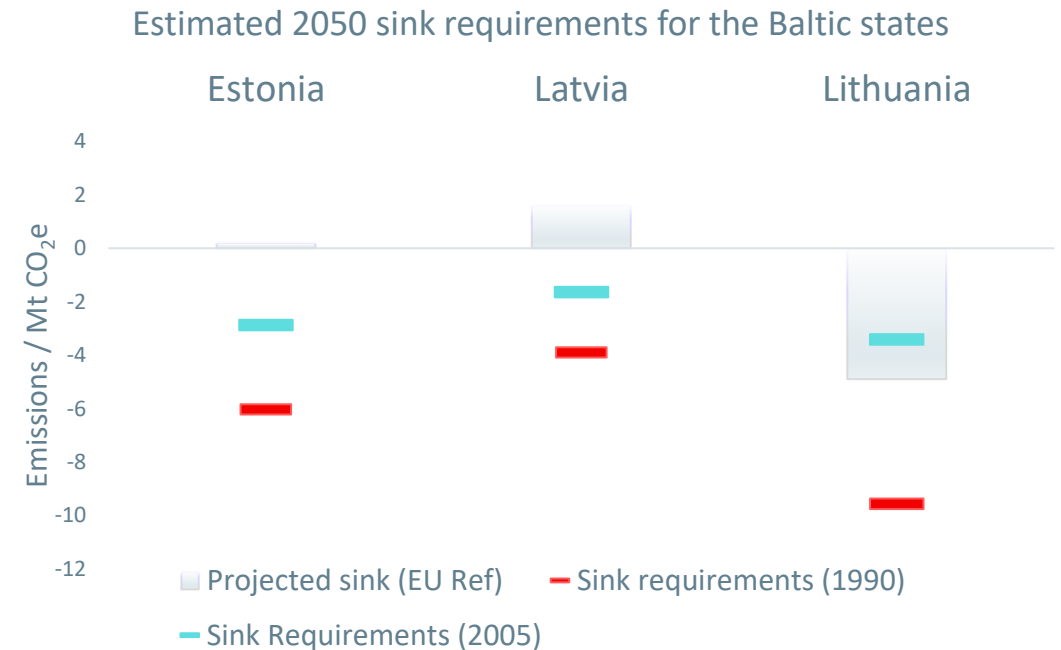 Estimated 2050 sink requirements for the Baltic states
Estonia
Latvia
Lithuania
4
2
0
-2
-4
-6
-8
-10
-12
Emissions / Mt CO₂e
Projected sink (EU Ref)
Sink requirements (1990)
Sink Requirements (2005)